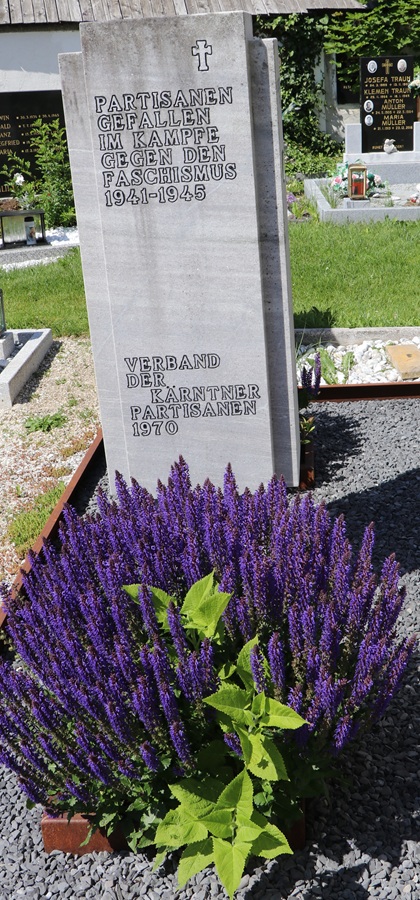 PARTISANEN
GEFALLEN
IM KAMPFE
GEGEN DEN
FASCHISMUS
1941-1945
VERBAND
DER
KÄRNTNER
PARTISANEN
1970
JOSEFA TRAUN
KLEMEN TRAUN
ANTON
MÜLLER
MARIA
MÜLLER